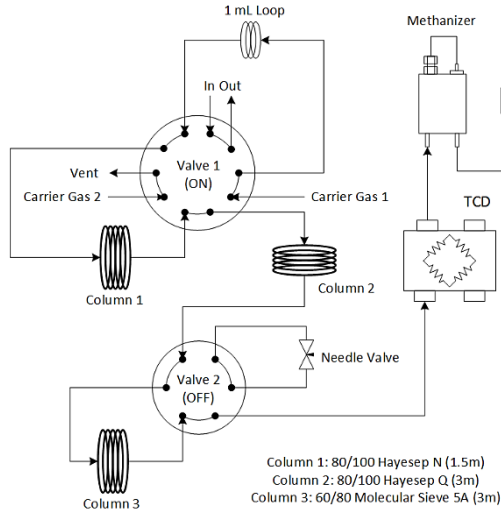 1 mL Loop
Methanizer
In Out
Valve 1
(ON)
Vent
Carrier Gas 2
Carrier Gas 1
TCD
Column 1
Column 2
Valve 2
(OFF)
Needle Valve
Column 3
Column 1: 80/100 Hayesep N (1.5m)
Column 2: 80/100 Hayesep Q (3m)
Column 3: 60/80 Molecular Sieve 5A (3m)